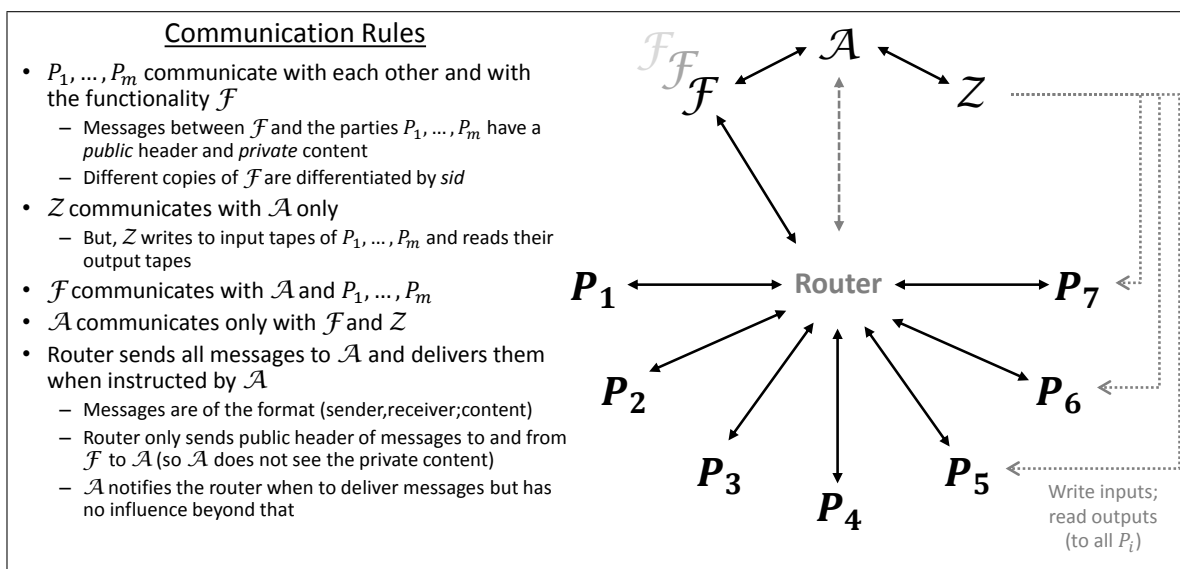 Communication Rules
• P₁, … , Pₘ communicate with each other and with
the functionality ℱ
– Messages between ℱ and the parties P₁, … , Pₘ have a
public header and private content
– Different copies of ℱ are differentiated by sid
• 𝒵 communicates with 𝒜 only
– But, 𝒵 writes to input tapes of P₁, … , Pₘ and reads their
output tapes
• ℱ communicates with 𝒜 and P₁, … , Pₘ
• 𝒜 communicates only with ℱ and 𝒵
• Router sends all messages to 𝒜 and delivers them
when instructed by 𝒜
– Messages are of the format (sender,receiver;content)
– Router only sends public header of messages to and from
ℱ to 𝒜 (so 𝒜 does not see the private content)
– 𝒜 notifies the router when to deliver messages but has
no influence beyond that
𝒜
ℱ
ℱ
ℱ
𝒵
Router
P₁
P₇
P₂
P₆
P₃
P₅
P₄
Write inputs;
read outputs
(to all Pᵢ)